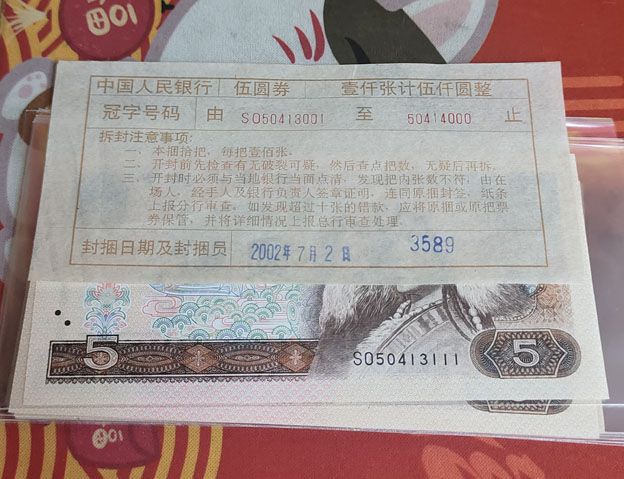 中国人民银行 伍圆券 壹仟张计伍仟圆整
冠字号码 由 SO50413001 至 50414000 止
拆封注意事项:
一、本捆拾把，每把壹佰张。
二、开封前先检查有无破裂可疑，然后查点把数，无疑后再拆。
三、开封时必须与当地银行当面点清，发现把内张数不符，由在
场人，经手人及银行负责人签章证明，连回原捆封签、纸条
上报分行审查，如发现超过十张的错款，应将原捆或原把票
券保管，并将详细情况上报总行审查处理。
封捆日期及封捆员 2002年7月2日 3589
5 SO50413111 5